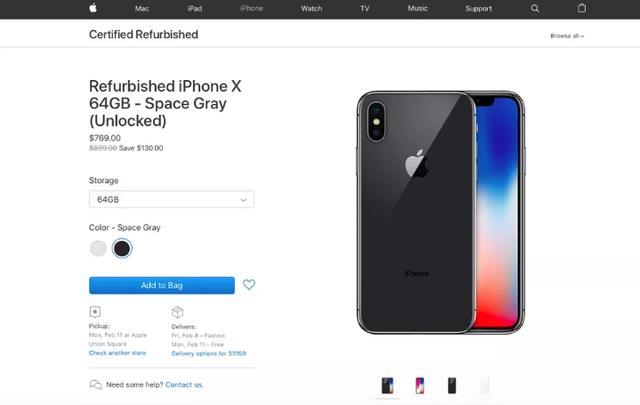 Mac iPad iPhone Watch TV Music Support
Certified Refurbished
Browse all
Refurbished iPhone X
64GB - Space Gray
(Unlocked)
$769.00
$899.00 Save $130.00
Storage
64GB
Color - Space Gray
Add to Bag
Pickup:
Mon, Feb 11 at Apple
Union Square
Check another store
Delivers:
Fri, Feb 8 – Fastest
Mon, Feb 11 – Free
Delivery options for 33159
Need some help? Contact us.
iPhone